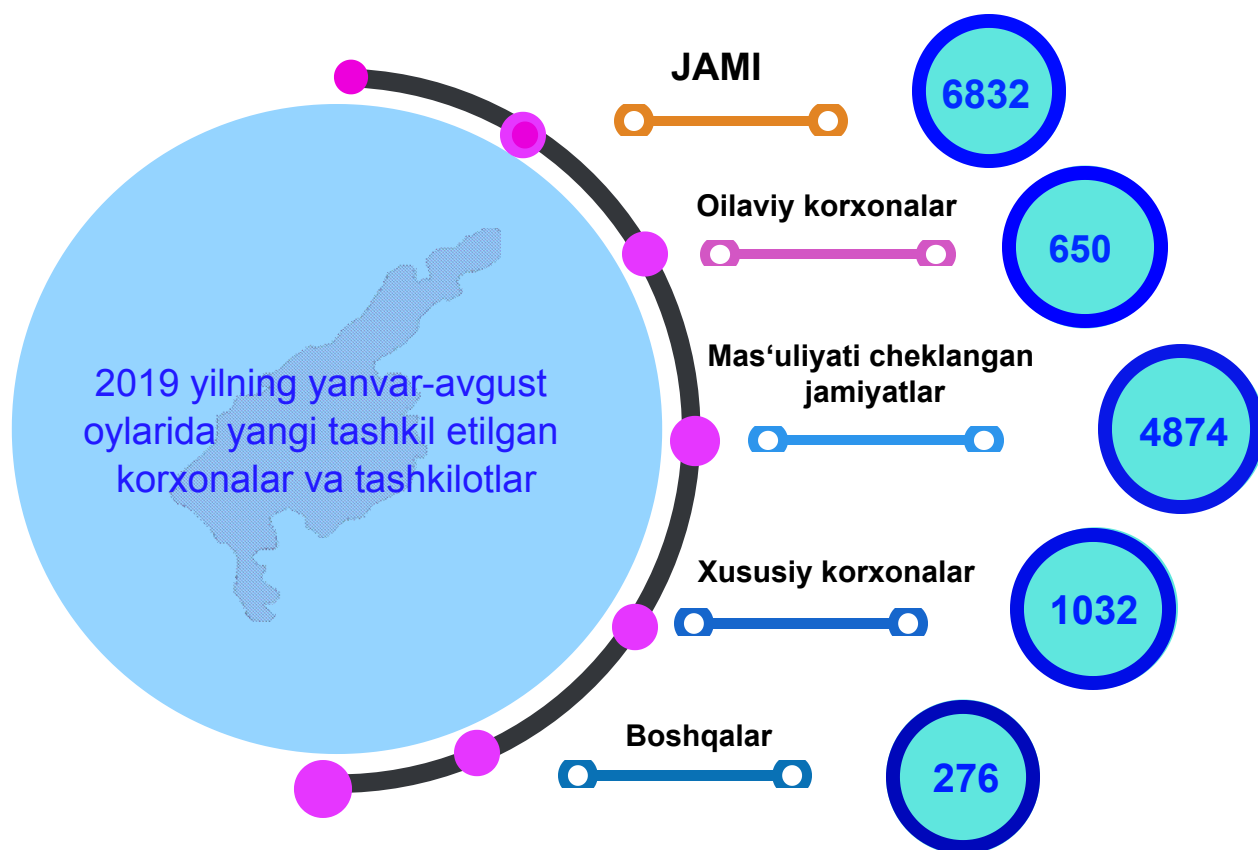 2019 yilning yanvar-avgust
oylarida yangi tashkil etilgan
korxonalar va tashkilotlar
JAMI
6832
Oilaviy korxonalar
650
Mas‘uliyati cheklangan
jamiyatlar
4874
Xususiy korxonalar
1032
Boshqalar
276